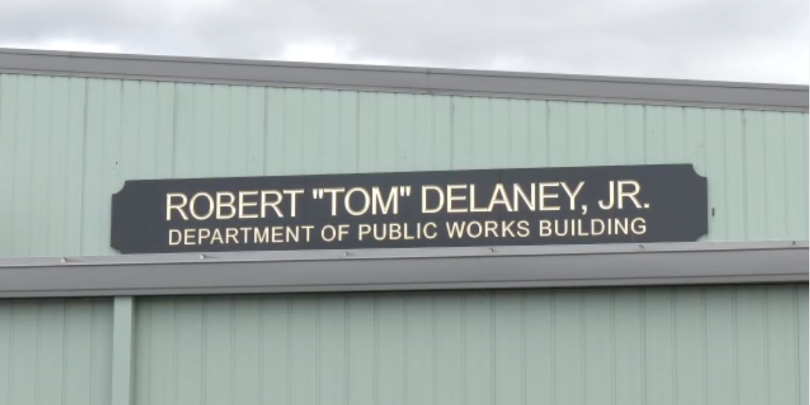 ROBERT "TOM" DELANEY, JR.
DEPARTMENT OF PUBLIC WORKS BUILDING